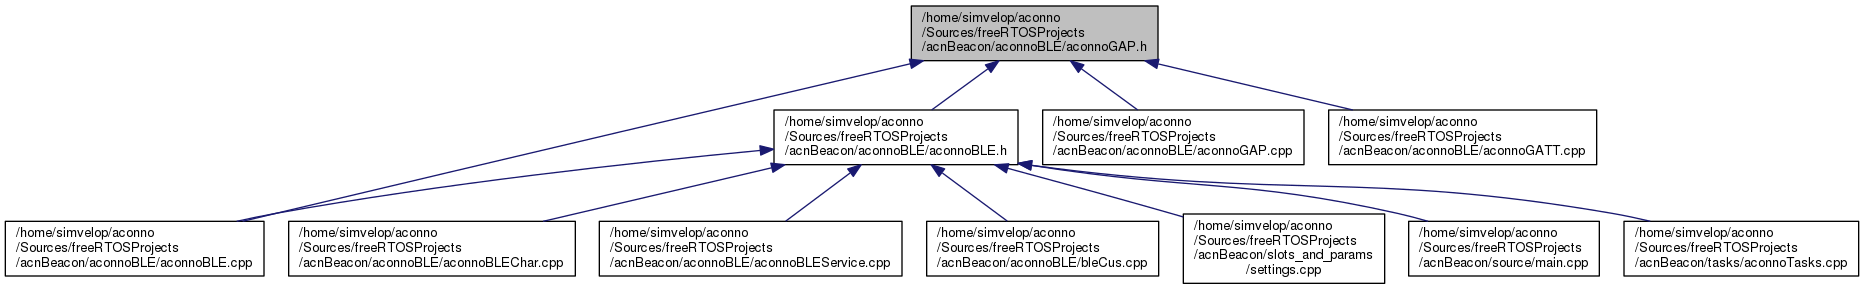 /home/simvelop/aconno
/Sources/freeRTOSProjects
/acnBeacon/aconnoBLE/aconnoGAP.h
/home/simvelop/aconno
/Sources/freeRTOSProjects
/acnBeacon/aconnoBLE/aconnoBLE.h
/home/simvelop/aconno
/Sources/freeRTOSProjects
/acnBeacon/aconnoBLE/aconnoGAP.cpp
/home/simvelop/aconno
/Sources/freeRTOSProjects
/acnBeacon/aconnoBLE/aconnoGATT.cpp
/home/simvelop/aconno
/Sources/freeRTOSProjects
/acnBeacon/aconnoBLE/aconnoBLE.cpp
/home/simvelop/aconno
/Sources/freeRTOSProjects
/acnBeacon/aconnoBLE/aconnoBLEChar.cpp
/home/simvelop/aconno
/Sources/freeRTOSProjects
/acnBeacon/aconnoBLE/aconnoBLEService.cpp
/home/simvelop/aconno
/Sources/freeRTOSProjects
/acnBeacon/aconnoBLE/bleCus.cpp
/home/simvelop/aconno
/Sources/freeRTOSProjects
/acnBeacon/slots_and_params
/settings.cpp
/home/simvelop/aconno
/Sources/freeRTOSProjects
/acnBeacon/source/main.cpp
/home/simvelop/aconno
/Sources/freeRTOSProjects
/acnBeacon/tasks/aconnoTasks.cpp